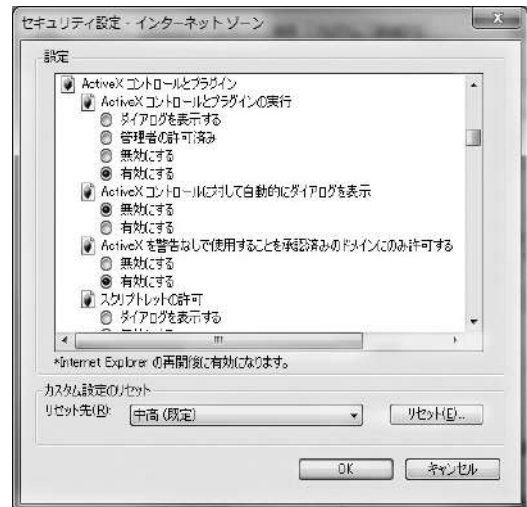 セキュリティ設定 - インターネット ゾーン
x
設定
ActiveX コントロールとプラグイン
ActiveX コントロールとプラグインの実行
ダイアログを表示する
管理者の許可済み
無効にする
有効にする
ActiveX コントロールに対して自動的にダイアログを表示
無効にする
有効にする
ActiveX を警告なしで使用することを承認済みのドメインにのみ許可する
無効にする
有効にする
スクリプトレットの許可
ダイアログを表示する
*Internet Explorer の再開後に有効になります。
カスタム設定のリセット
リセット先(R):
中高 (既定)
リセット(E)...
OK
キャンセル